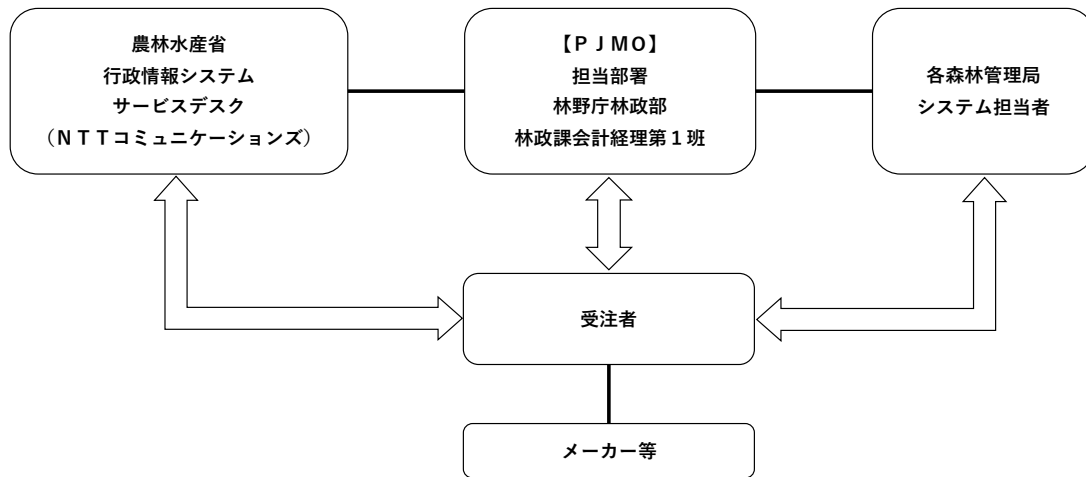 農林水産省
行政情報システム
サービスデスク
（ＮＴＴコミュニケーションズ）
【ＰＪＭＯ】
担当部署
林野庁林政部
林政課会計経理第１班
各森林管理局
システム担当者
受注者
メーカー等